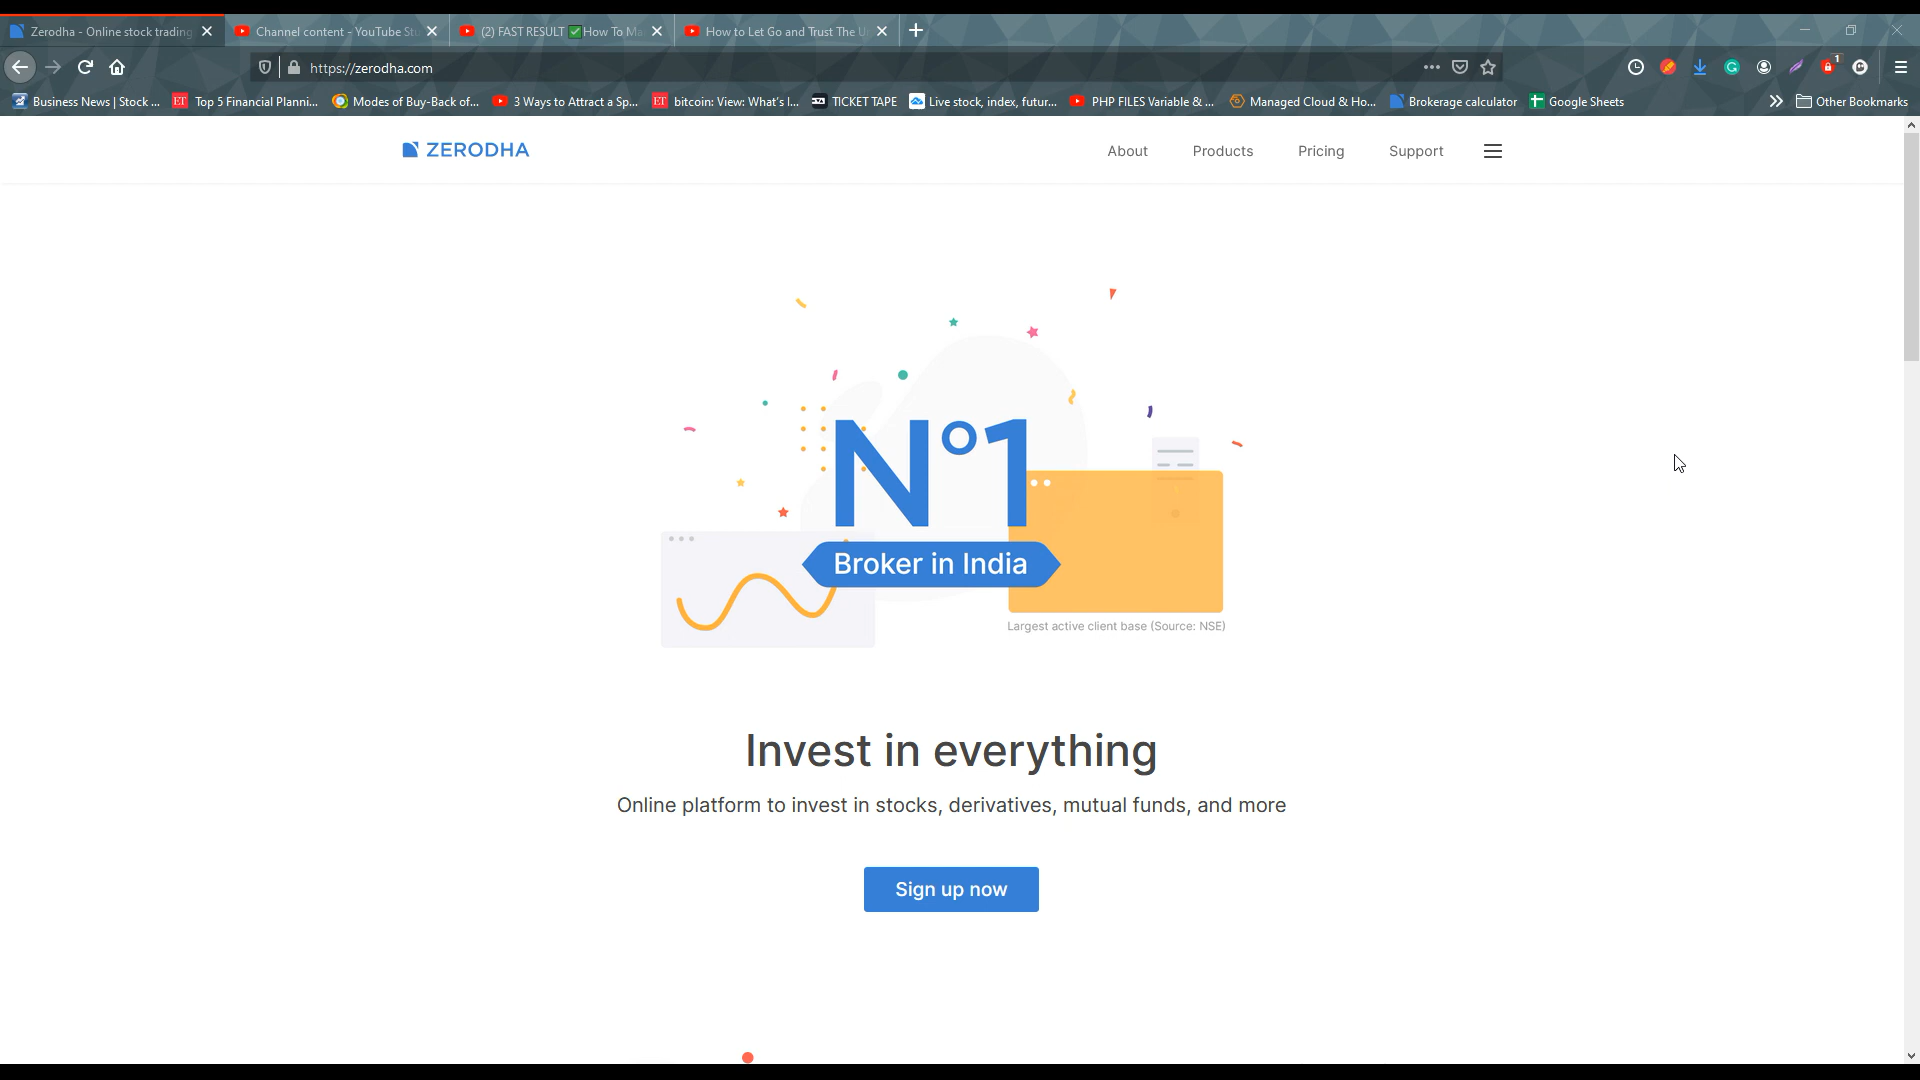 Zerodha - Online stock trading
Channel content - YouTube St
(2) FAST RESULT ✅How To Ma
How to Let Go and Trust The U
https://zerodha.com
1
Business News | Stock ...
Top 5 Financial Planni...
Modes of Buy-Back of...
3 Ways to Attract a Sp...
bitcoin: View: What's I...
TICKET TAPE
Live stock, index, futur...
PHP FILES Variable & ...
Managed Cloud & Ho...
Brokerage calculator
Google Sheets
Other Bookmarks
ZERODHA
About
Products
Pricing
Support
N°1
Broker in India
Largest active client base (Source: NSE)
Invest in everything
Online platform to invest in stocks, derivatives, mutual funds, and more
Sign up now